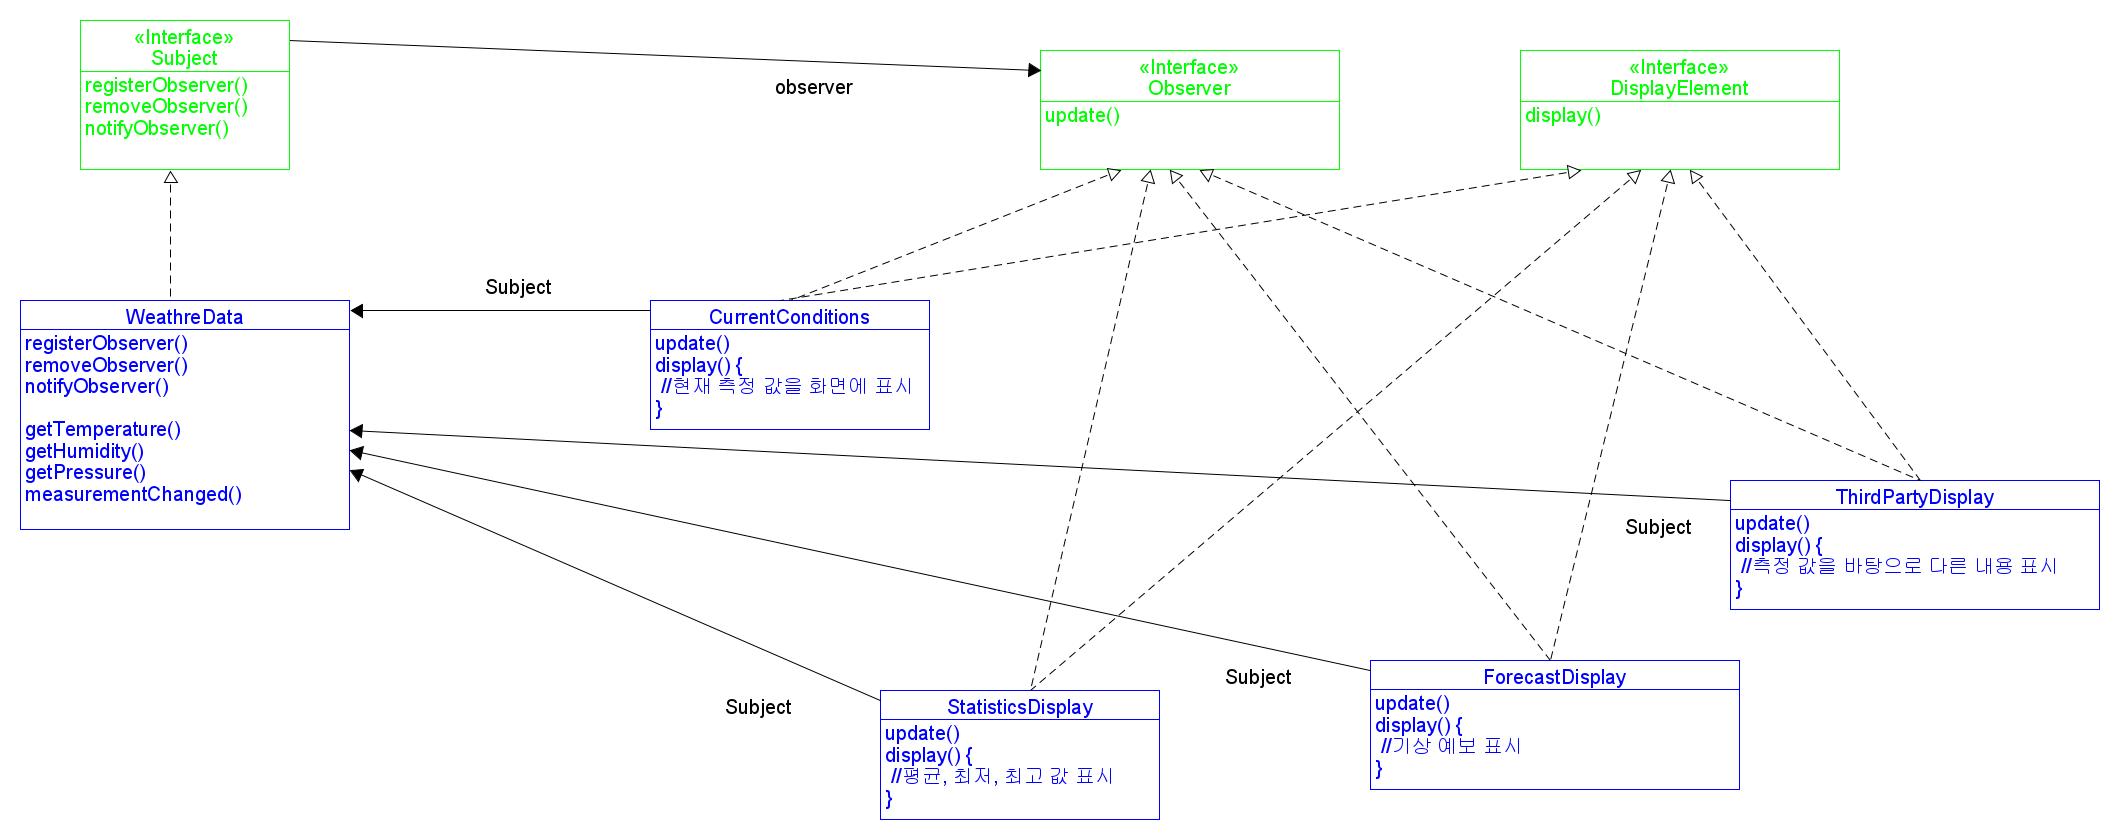 «Interface»
Subject
registerObserver()
removeObserver()
notifyObserver()
observer
«Interface»
Observer
update()
«Interface»
DisplayElement
display()
WeathreData
registerObserver()
removeObserver()
notifyObserver()
getTemperature()
getHumidity()
getPressure()
measurementChanged()
Subject
CurrentConditions
update()
display() {
//현재 측정 값을 화면에 표시
}
Subject
ThirdPartyDisplay
update()
display() {
//측정 값을 바탕으로 다른 내용 표시
}
Subject
StatisticsDisplay
update()
display() {
//평균, 최저, 최고 값 표시
}
Subject
ForecastDisplay
update()
display() {
//기상 예보 표시
}